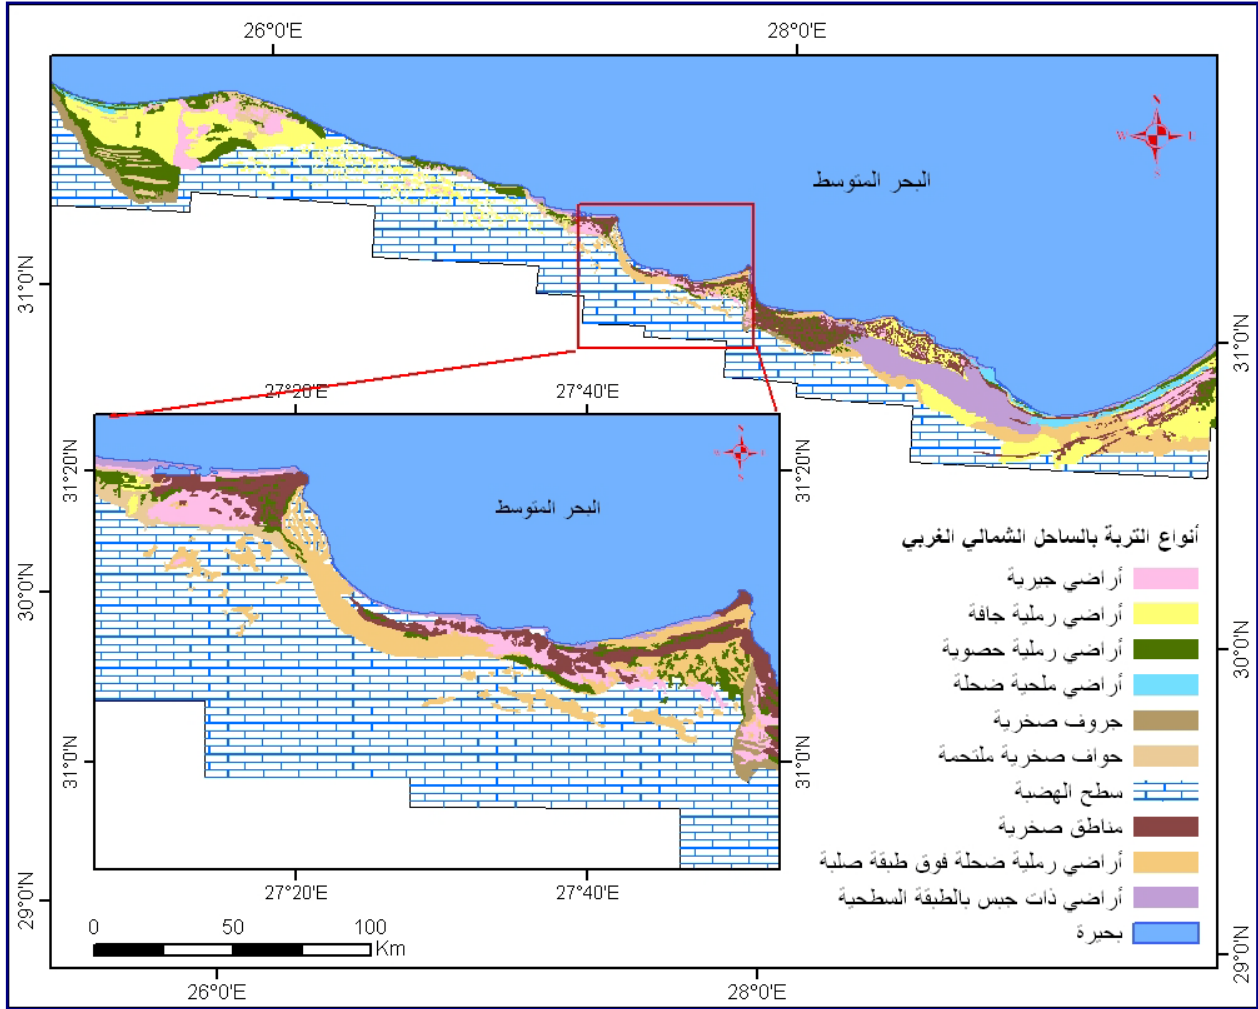 26°0'E
28°0'E
البحر المتوسط
31°0'N
31°0'N
27°20'E
27°40'E
31°20'N
31°20'N
البحر المتوسط
أنواع التربة بالساحل الشمالي الغربي
أراضي جيرية
أراضي رملية جافة
أراضي رملية حصوية
أراضي ملحية ضحلة
جروف صخرية
حواف صخرية ملتحمة
سطح الهضبة
مناطق صخرية
أراضي رملية ضحلة فوق طبقة صلبة
أراضي ذات جبس بالطبقة السطحية
بحيرة
30°0'N
30°0'N
31°0'N
31°0'N
27°20'E
27°40'E
29°0'N
29°0'N
0 50 100
Km
26°0'E
28°0'E
N
W